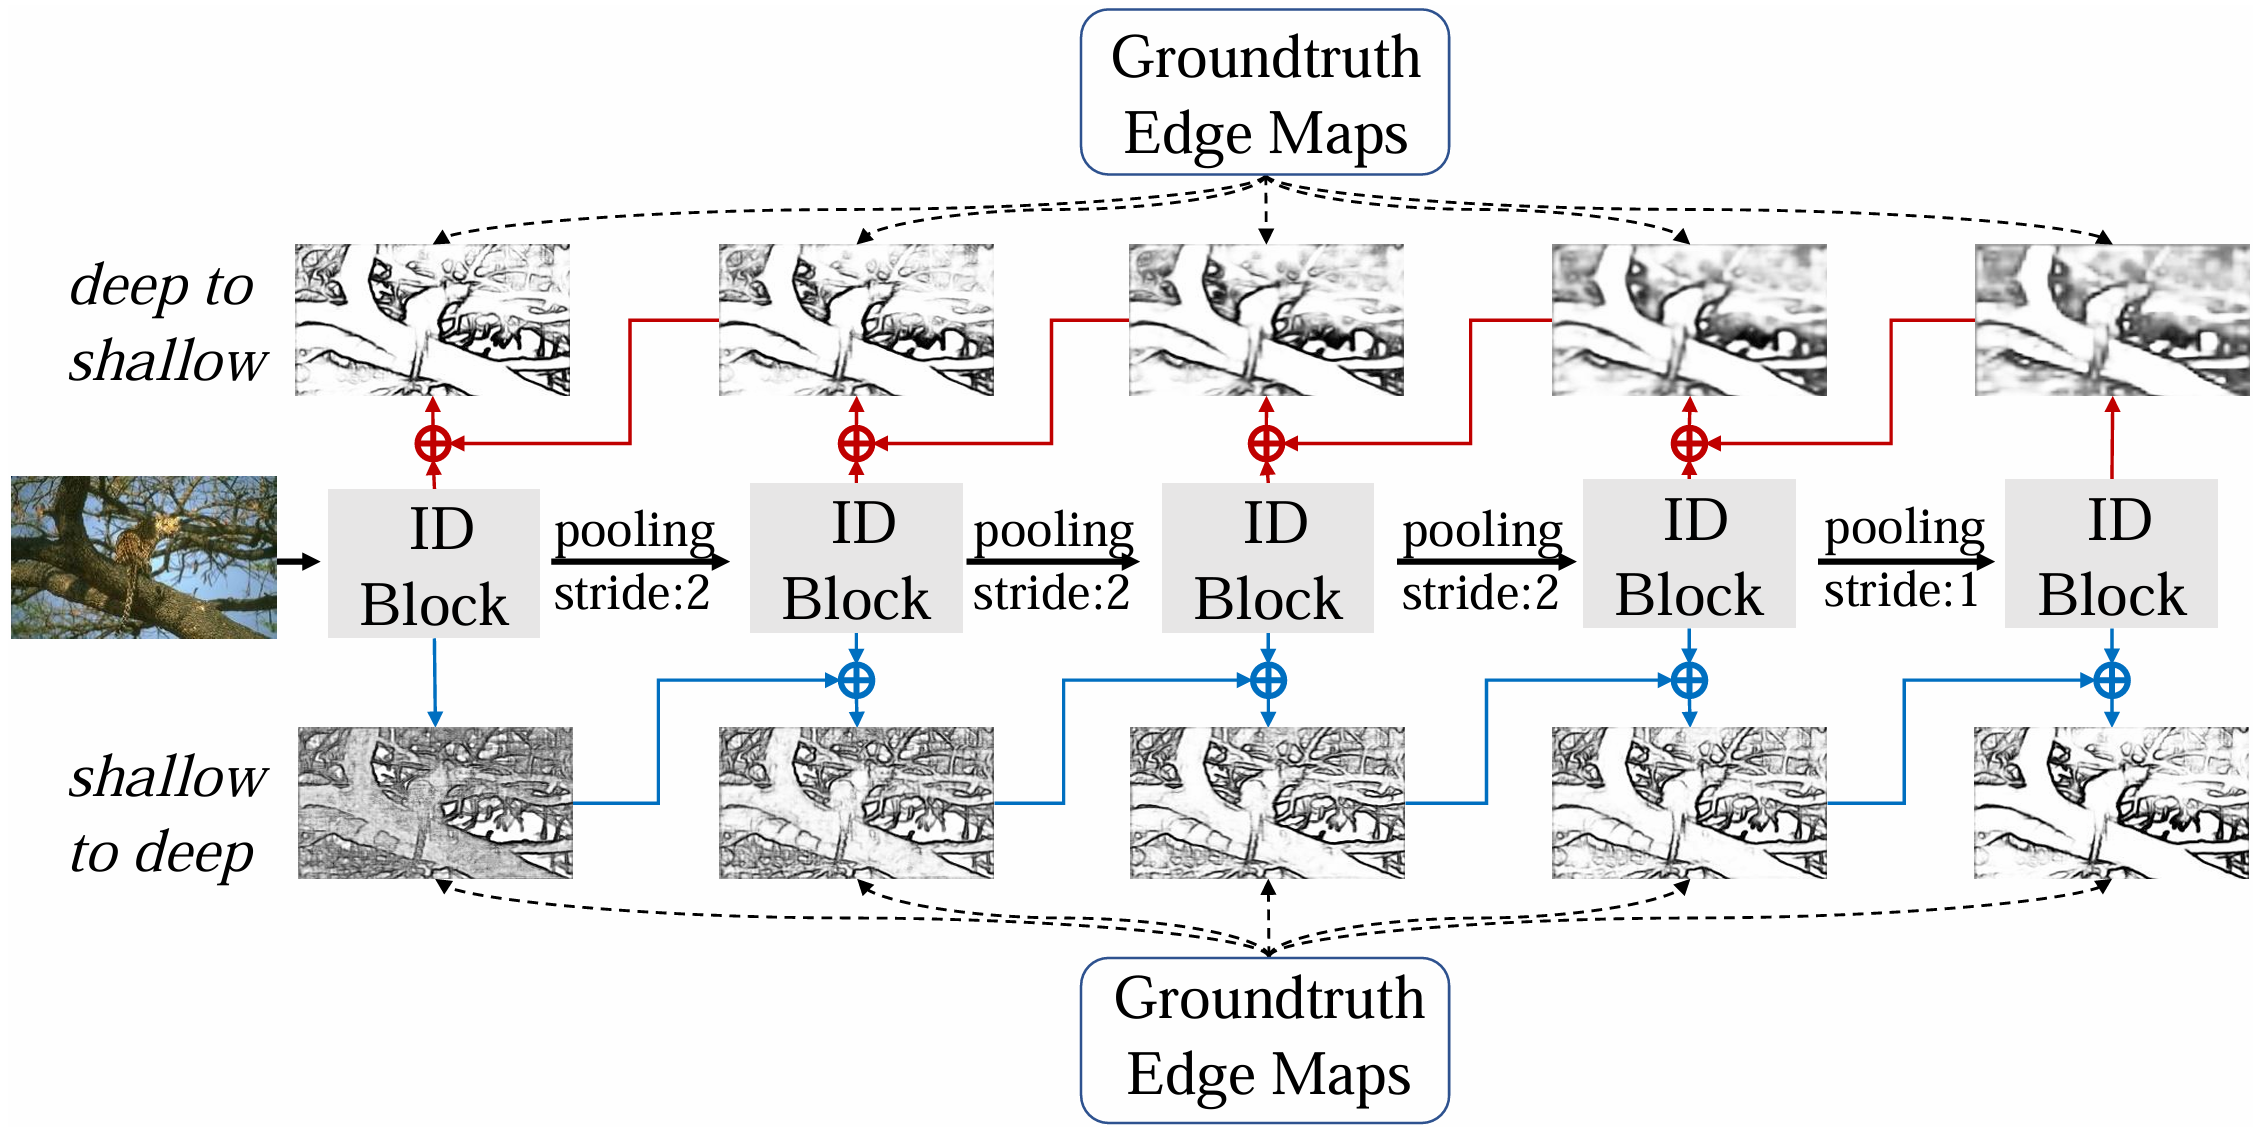 Groundtruth
Edge Maps
deep to
shallow
ID
Block
pooling
stride:2
ID
Block
pooling
stride:2
ID
Block
pooling
stride:2
ID
Block
pooling
stride:1
ID
Block
shallow
to deep
Groundtruth
Edge Maps